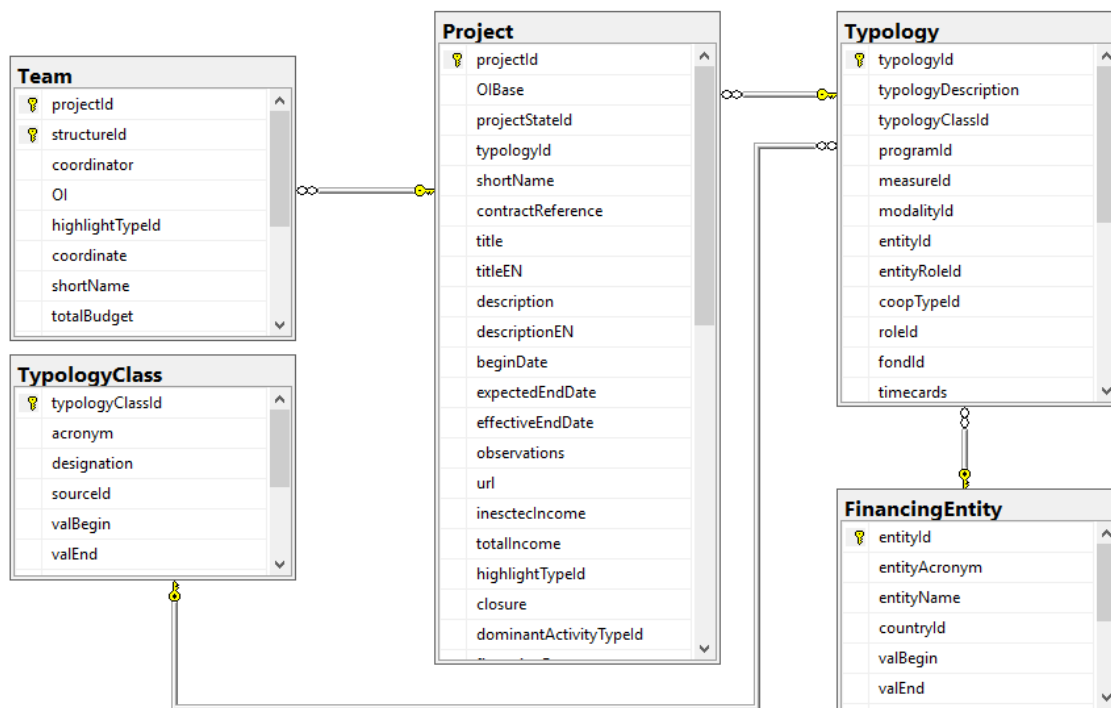 Team
projectId
structureId
coordinator
OI
highlightTypeId
coordinate
shortName
totalBudget
TypologyClass
typologyClassId
acronym
designation
sourceId
valBegin
valEnd
Project
projectId
OIBase
projectStateId
typologyId
shortName
contractReference
title
titleEN
description
descriptionEN
beginDate
expectedEndDate
effectiveEndDate
observations
url
inesctecIncome
totalIncome
highlightTypeId
closure
dominantActivityTypeId
Typology
typologyId
typologyDescription
typologyClassId
programId
measureId
modalityId
entityId
entityRoleId
coopTypeId
roleId
fondId
timecards
FinancingEntity
entityId
entityAcronym
entityName
countryId
valBegin
valEnd